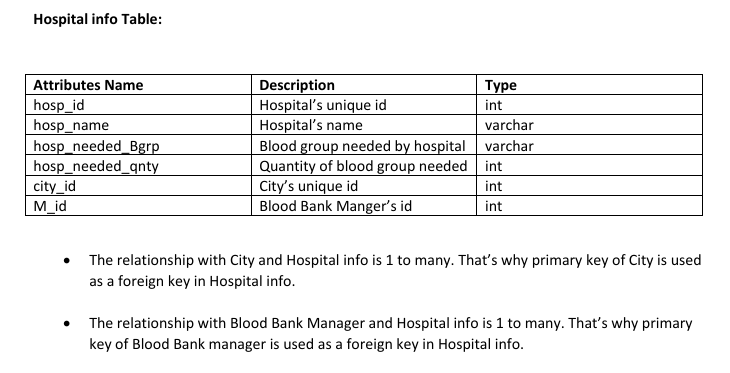 Hospital info Table:
Attributes Name Description Type
hosp_id Hospital's unique id int
hosp_name Hospital's name varchar
hosp_needed_Bgrp Blood group needed by hospital varchar
hosp_needed_qnty Quantity of blood group needed int
city_id City's unique id int
M_id Blood Bank Manger's id int
• The relationship with City and Hospital info is 1 to many. That's why primary key of City is used
as a foreign key in Hospital info.
• The relationship with Blood Bank Manager and Hospital info is 1 to many. That's why primary
key of Blood Bank manager is used as a foreign key in Hospital info.